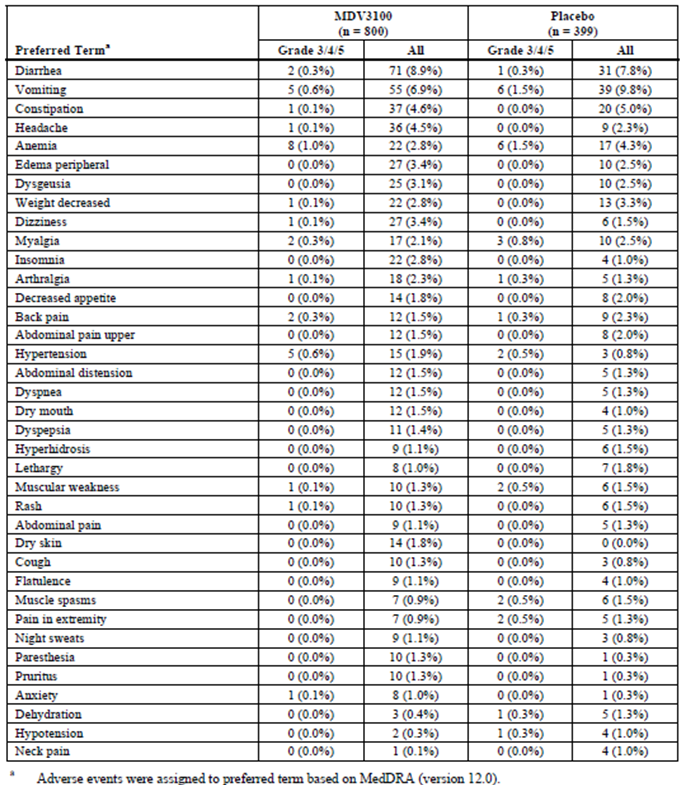 MDV3100 Placebo
(n = 800) (n = 399)
Preferred Termᵃ Grade 3/4/5 All Grade 3/4/5 All
Diarrhea 2 (0.3%) 71 (8.9%) 1 (0.3%) 31 (7.8%)
Vomiting 5 (0.6%) 55 (6.9%) 6 (1.5%) 39 (9.8%)
Constipation 1 (0.1%) 37 (4.6%) 0 (0.0%) 20 (5.0%)
Headache 1 (0.1%) 36 (4.5%) 0 (0.0%) 9 (2.3%)
Anemia 8 (1.0%) 22 (2.8%) 6 (1.5%) 17 (4.3%)
Edema peripheral 0 (0.0%) 27 (3.4%) 0 (0.0%) 10 (2.5%)
Dysgeusia 0 (0.0%) 25 (3.1%) 0 (0.0%) 10 (2.5%)
Weight decreased 1 (0.1%) 22 (2.8%) 0 (0.0%) 13 (3.3%)
Dizziness 1 (0.1%) 27 (3.4%) 0 (0.0%) 6 (1.5%)
Myalgia 2 (0.3%) 17 (2.1%) 3 (0.8%) 10 (2.5%)
Insomnia 0 (0.0%) 22 (2.8%) 0 (0.0%) 4 (1.0%)
Arthralgia 1 (0.1%) 18 (2.3%) 1 (0.3%) 5 (1.3%)
Decreased appetite 0 (0.0%) 14 (1.8%) 0 (0.0%) 8 (2.0%)
Back pain 2 (0.3%) 12 (1.5%) 1 (0.3%) 9 (2.3%)
Abdominal pain upper 0 (0.0%) 12 (1.5%) 0 (0.0%) 8 (2.0%)
Hypertension 5 (0.6%) 15 (1.9%) 2 (0.5%) 3 (0.8%)
Abdominal distension 0 (0.0%) 12 (1.5%) 0 (0.0%) 5 (1.3%)
Dyspnea 0 (0.0%) 12 (1.5%) 0 (0.0%) 5 (1.3%)
Dry mouth 0 (0.0%) 12 (1.5%) 0 (0.0%) 4 (1.0%)
Dyspepsia 0 (0.0%) 11 (1.4%) 0 (0.0%) 5 (1.3%)
Hyperhidrosis 0 (0.0%) 9 (1.1%) 0 (0.0%) 6 (1.5%)
Lethargy 0 (0.0%) 8 (1.0%) 0 (0.0%) 7 (1.8%)
Muscular weakness 1 (0.1%) 10 (1.3%) 2 (0.5%) 6 (1.5%)
Rash 1 (0.1%) 10 (1.3%) 0 (0.0%) 6 (1.5%)
Abdominal pain 0 (0.0%) 9 (1.1%) 0 (0.0%) 5 (1.3%)
Dry skin 0 (0.0%) 14 (1.8%) 0 (0.0%) 0 (0.0%)
Cough 0 (0.0%) 10 (1.3%) 0 (0.0%) 3 (0.8%)
Flatulence 0 (0.0%) 9 (1.1%) 0 (0.0%) 4 (1.0%)
Muscle spasms 0 (0.0%) 7 (0.9%) 2 (0.5%) 6 (1.5%)
Pain in extremity 0 (0.0%) 7 (0.9%) 2 (0.5%) 5 (1.3%)
Night sweats 0 (0.0%) 9 (1.1%) 0 (0.0%) 3 (0.8%)
Paresthesia 0 (0.0%) 10 (1.3%) 0 (0.0%) 1 (0.3%)
Pruritus 0 (0.0%) 10 (1.3%) 0 (0.0%) 1 (0.3%)
Anxiety 1 (0.1%) 8 (1.0%) 0 (0.0%) 1 (0.3%)
Dehydration 0 (0.0%) 3 (0.4%) 1 (0.3%) 5 (1.3%)
Hypotension 0 (0.0%) 2 (0.3%) 1 (0.3%) 4 (1.0%)
Neck pain 0 (0.0%) 1 (0.1%) 0 (0.0%) 4 (1.0%)
ᵃ Adverse events were assigned to preferred term based on MedDRA (version 12.0).